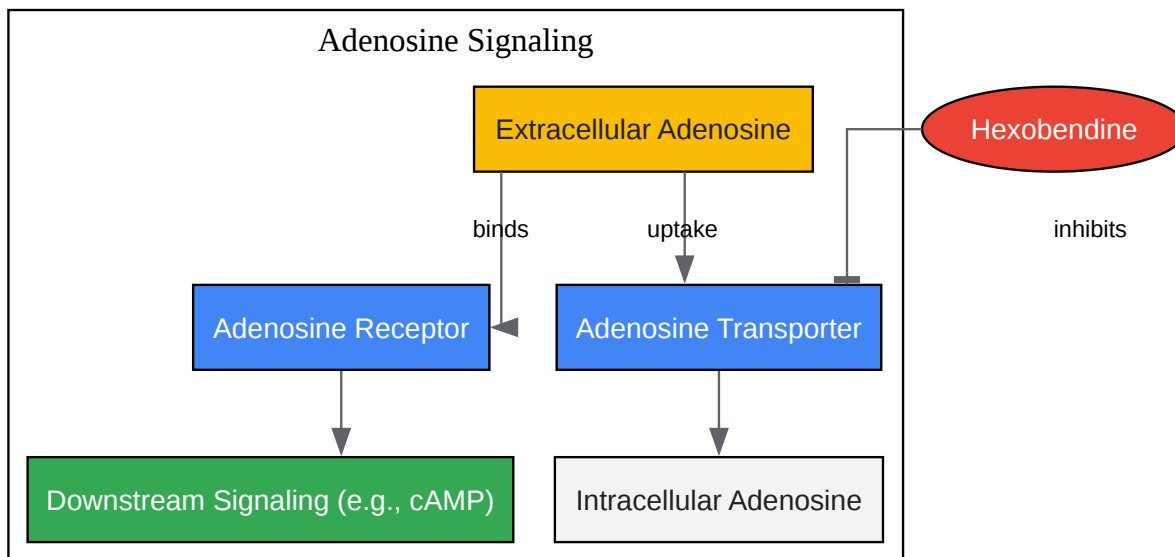 Adenosine Signaling
Extracellular Adenosine
Hexobendine
binds
uptake
inhibits
Adenosine Receptor
Adenosine Transporter
Downstream Signaling (e.g., cAMP)
Intracellular Adenosine